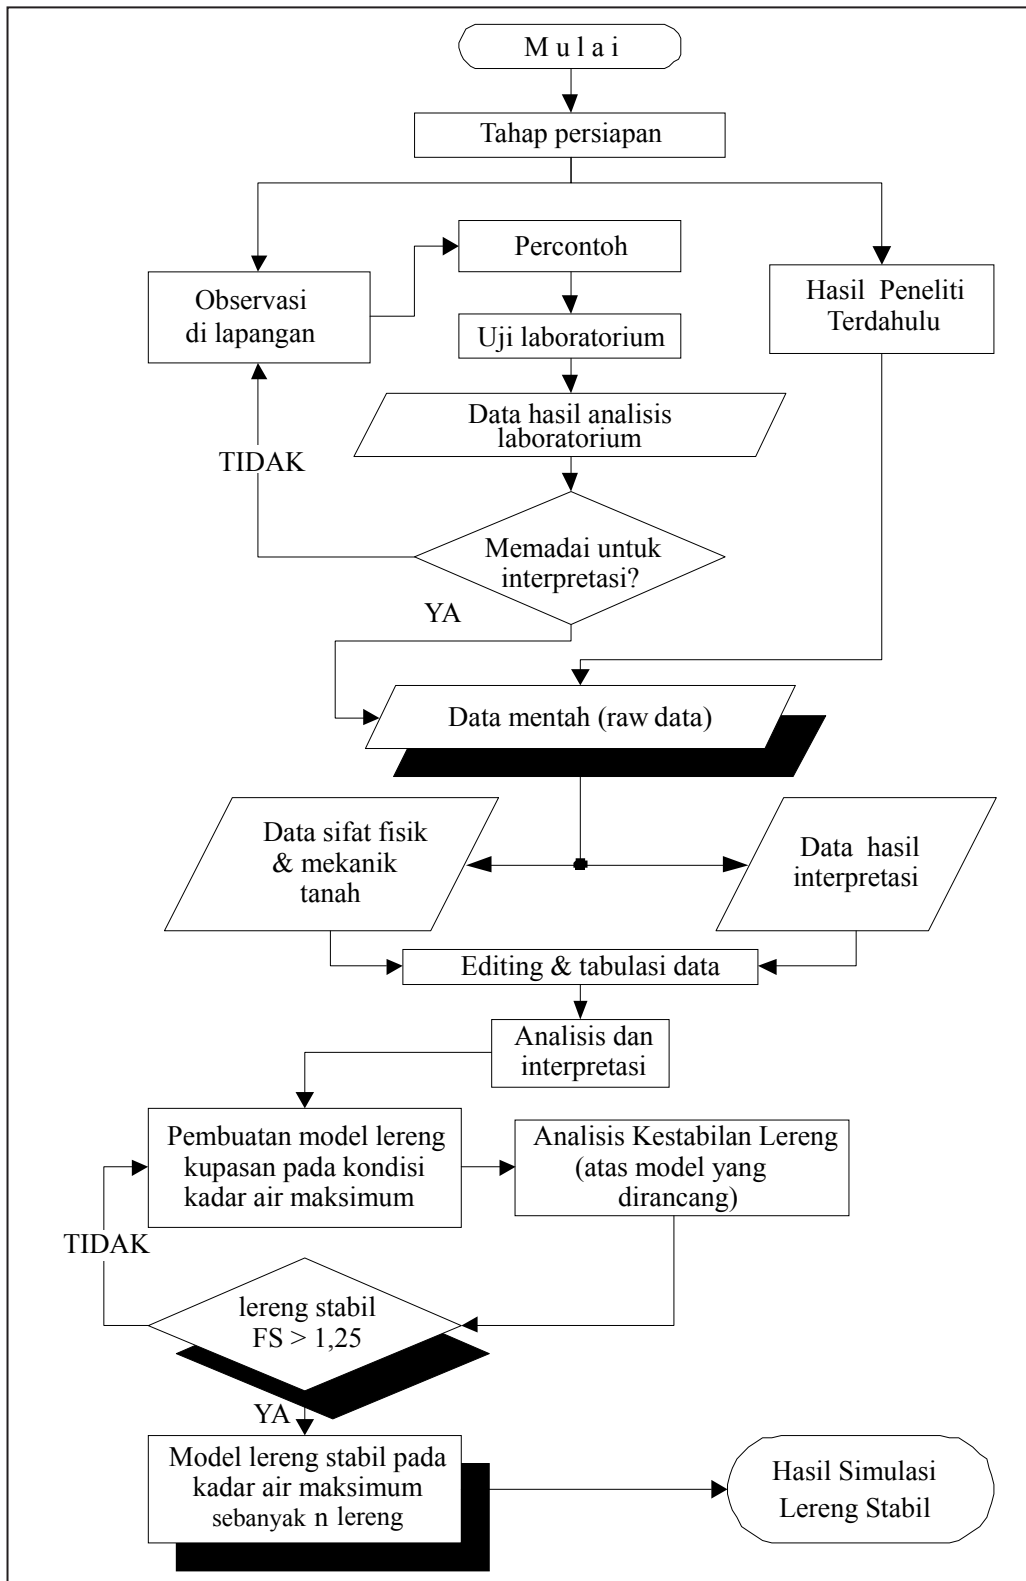 M u l a i
Tahap persiapan
Percontoh
Observasi
di lapangan
Hasil Peneliti
Terdahulu
Uji laboratorium
Data hasil analisis
laboratorium
TIDAK
Memadai untuk
interpretasi?
YA
Data mentah (raw data)
Data sifat fisik
& mekanik
tanah
Data hasil
interpretasi
Editing & tabulasi data
Analisis dan
interpretasi
Pembuatan model lereng
kupasan pada kondisi
kadar air maksimum
Analisis Kestabilan Lereng
(atas model yang
dirancang)
TIDAK
lereng stabil
FS > 1,25
YA
Model lereng stabil pada
kadar air maksimum
sebanyak n lereng
Hasil Simulasi
Lereng Stabil